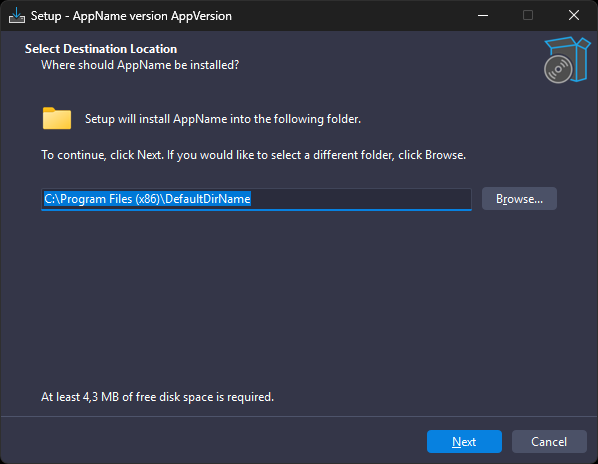 Setup - AppName version AppVersion
Select Destination Location
Where should AppName be installed?
Setup will install AppName into the following folder.
To continue, click Next. If you would like to select a different folder, click Browse.
C:\Program Files (x86)\DefaultDirName
Browse...
At least 4,3 MB of free disk space is required.
Next
Cancel